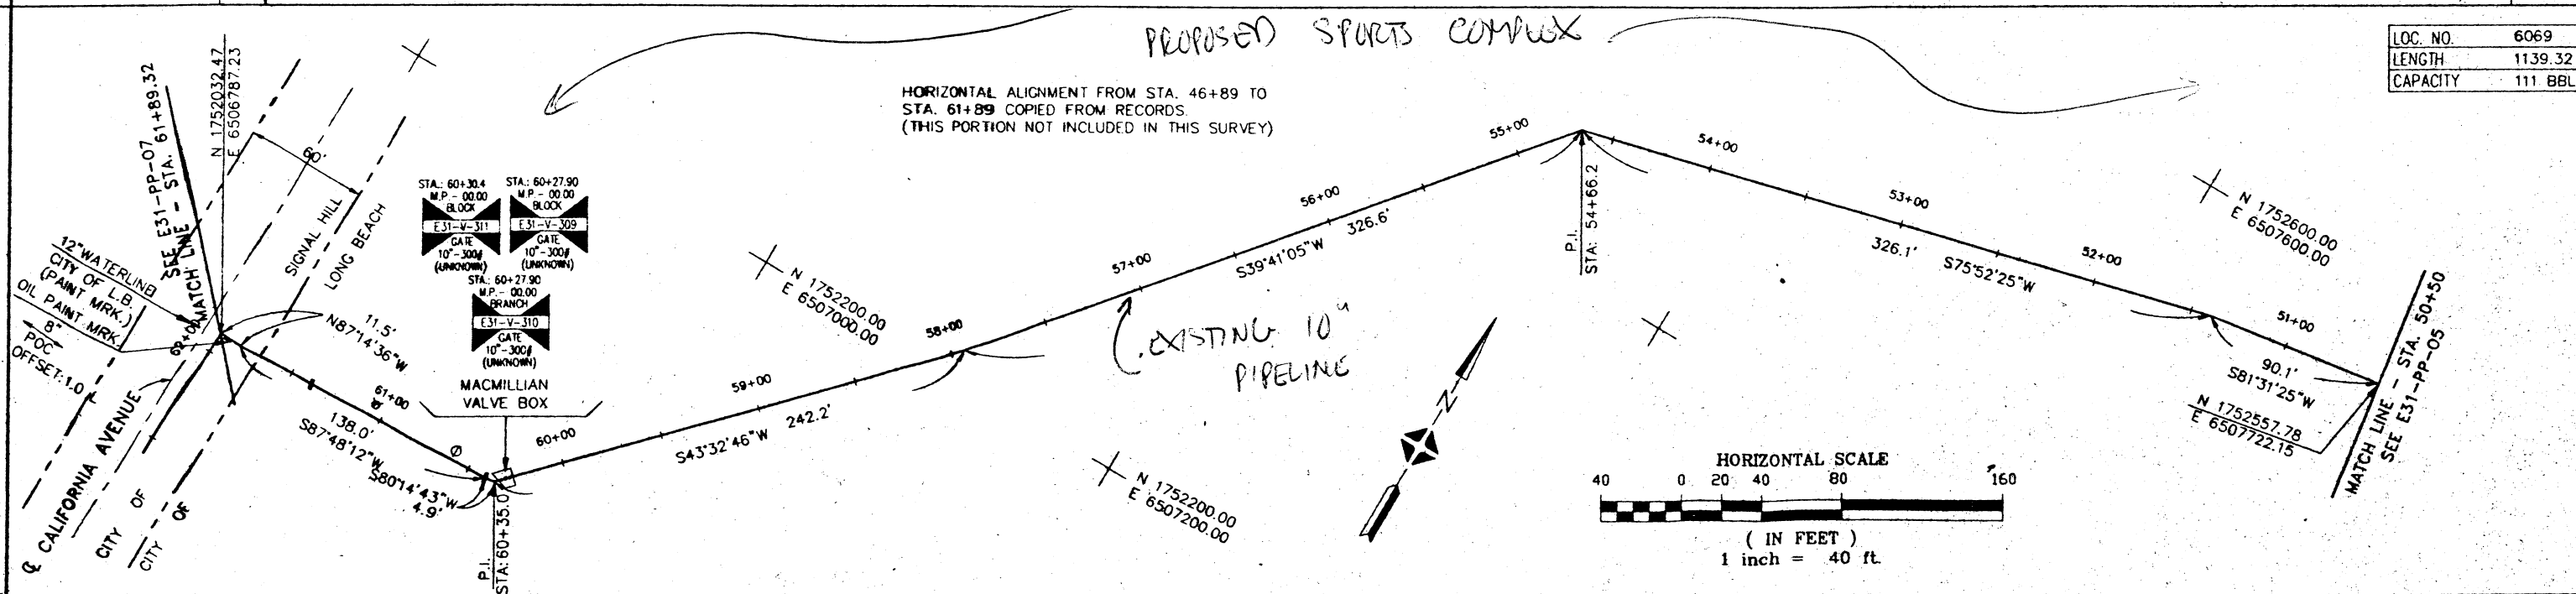 PROPOSED SPORTS COMPLEX
LOC. NO. 6069
LENGTH 1139.32
CAPACITY 111 BBL
HORIZONTAL ALIGNMENT FROM STA. 46+89 TO
STA. 61+89 COPIED FROM RECORDS.
(THIS PORTION NOT INCLUDED IN THIS SURVEY)
SEE E31-PP-07
MATCH LINE - STA. 61+89.32
N 1752032.47
E 6506787.23
60'
SIGNAL HILL
LONG BEACH
12"WATERLINE
CITY OF L.B.
(PAINT MRK.)
OIL PAINT MRK.
8"
POC
OFFSET:1.0
62+00
11.5'
N87°14'36"W
61+00
138.0'
S87°48'12"W
S80°14'43"W
4.9'
℄ CALIFORNIA AVENUE
CITY OF
CITY OF
STA.: 60+30.4
M.P.- 00.00
BLOCK
E31-V-311
GATE
10"-300#
(UNKNOWN)
STA.: 60+27.90
M.P.- 00.00
BLOCK
E31-V-309
GATE
10"-300#
(UNKNOWN)
STA.: 60+27.90
M.P.- 00.00
BRANCH
E31-V-310
GATE
10"-300#
(UNKNOWN)
MACMILLIAN
VALVE BOX
P.I.
STA:60+35.0
60+00
59+00
S43°32'46"W 242.2'
58+00
N 1752200.00
E 6507000.00
57+00
56+00
55+00
S39°41'05"W 326.6'
EXISTING 10"
PIPELINE
N 1752200.00
E 6507200.00
N
P.I.
STA: 54+66.2
54+00
53+00
52+00
51+00
326.1' S75°52'25"W
N 1752600.00
E 6507600.00
90.1'
S81°31'25"W
N 1752557.78
E 6507722.15
MATCH LINE - STA. 50+50
SEE E31-PP-05
HORIZONTAL SCALE
40 0 20 40 80 160
( IN FEET )
1 inch = 40 ft.